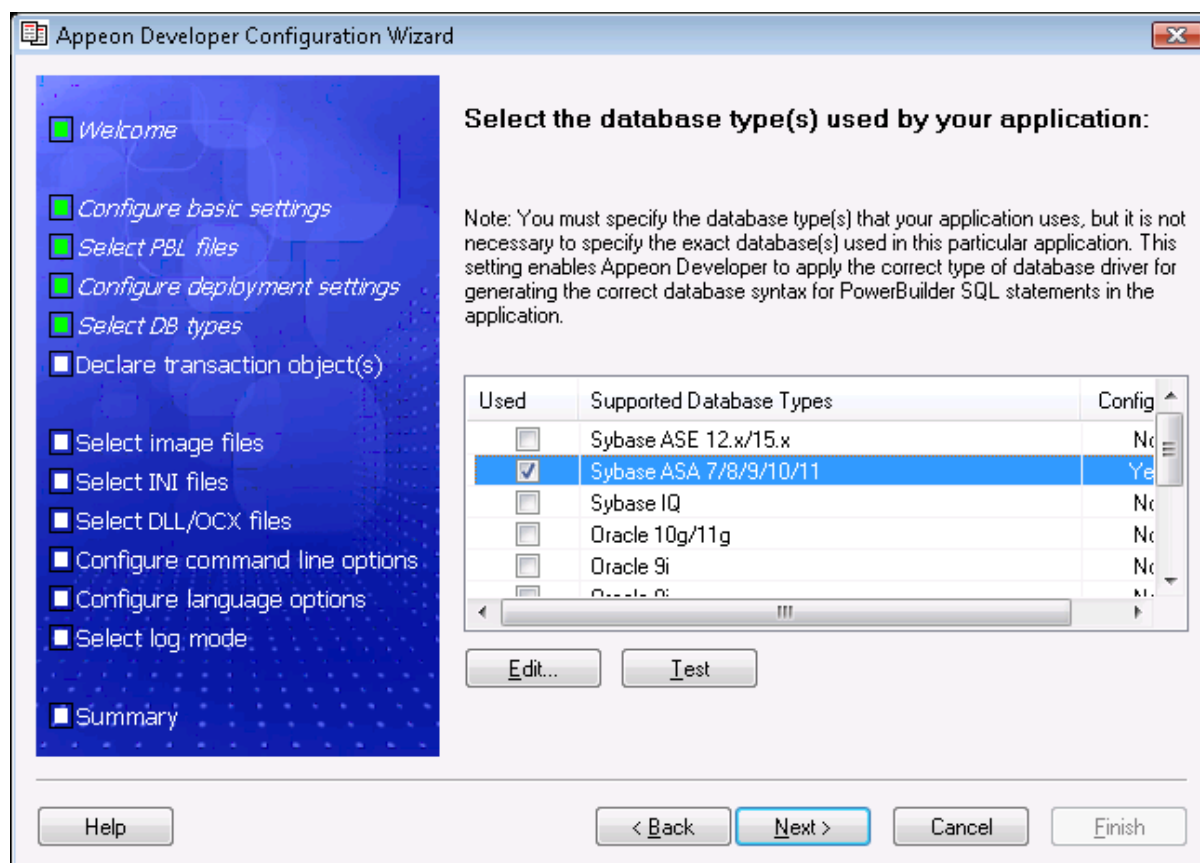 Appeon Developer Configuration Wizard
Welcome
Configure basic settings
Select PBL files
Configure deployment settings
Select DB types
Declare transaction object(s)
Select image files
Select INI files
Select DLL/OCX files
Configure command line options
Configure language options
Select log mode
Summary
Select the database type(s) used by your application:
Note: You must specify the database type(s) that your application uses, but it is not
necessary to specify the exact database(s) used in this particular application. This
setting enables Appeon Developer to apply the correct type of database driver for
generating the correct database syntax for PowerBuilder SQL statements in the
application.
Used Supported Database Types Config
Sybase ASE 12.x/15.x No
Sybase ASA 7/8/9/10/11 Ye
Sybase IQ No
Oracle 10g/11g No
Oracle 9i No
Edit... Test
Help < Back Next > Cancel Finish